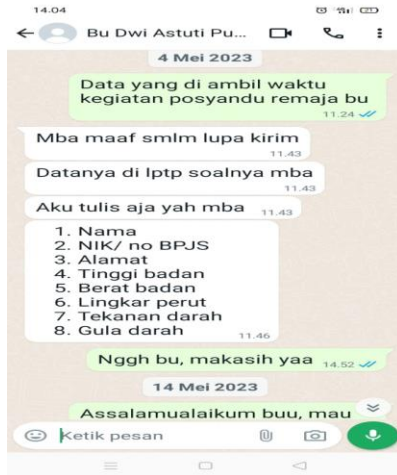 14.04
Bu Dwi Astuti Pu...
4 Mei 2023
Data yang di ambil waktu
kegiatan posyandu remaja bu
11.24
Mba maaf smlm lupa kirim
11.43
Datanya di lptp soalnya mba
11.43
Aku tulis aja yah mba 11.43
1. Nama
2. NIK/ no BPJS
3. Alamat
4. Tinggi badan
5. Berat badan
6. Lingkar perut
7. Tekanan darah
8. Gula darah
11.46
Nggh bu, makasih yaa 14.52
14 Mei 2023
Assalamualaikum buu, mau
Ketik pesan